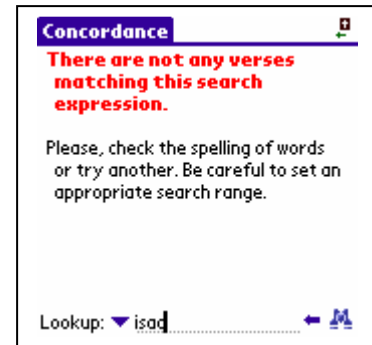 Concordance
There are not any verses
matching this search
expression.
Please, check the spelling of words
or try another. Be careful to set an
appropriate search range.
Lookup: isaq